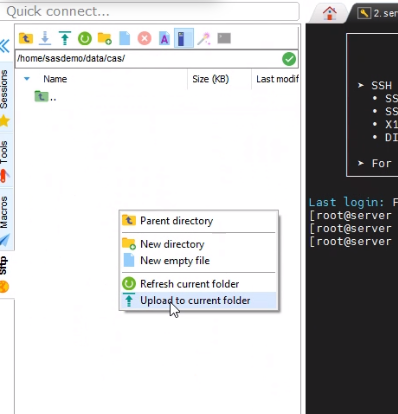 Quick connect...
2. ser
/home/sasdemo/data/cas/
Name
Size (KB)
Last modif
..
Sessions
Tools
Macros
Sftp
Parent directory
New directory
New empty file
Refresh current folder
Upload to current folder
➤ SSH
• SS
• SS
• X1
• DI
➤ For
Last login: F
[root@server
[root@server
[root@server